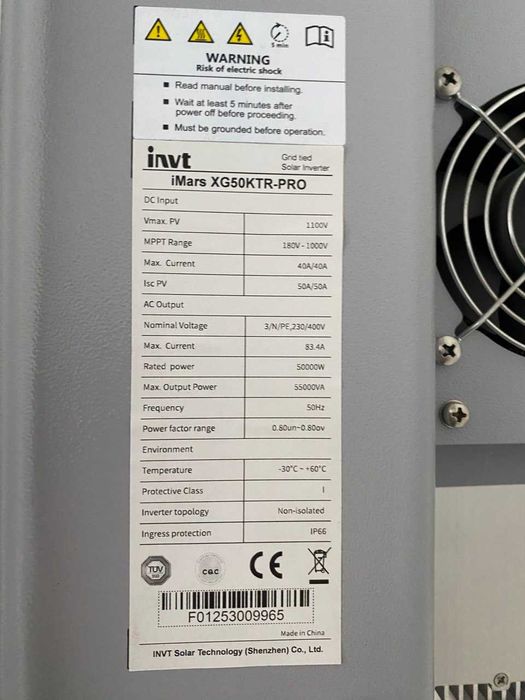 5 min
WARNING
Risk of electric shock
Read manual before installing.
Wait at least 5 minutes after
power off before proceeding.
Must be grounded before operation.
invt
Grid tied
Solar Inverter
iMars XG50KTR-PRO
DC Input
Vmax. PV 1100V
MPPT Range 180V-1000V
Max. Current 40A/40A
Isc PV 50A/50A
AC Output
Nominal Voltage 3/N/PE,230/400V
Max. Current 83.4A
Rated power 50000W
Max. Output Power 55000VA
Frequency 50Hz
Power factor range 0.80un~0.80ov
Environment
Temperature -30°C ~ +60°C
Protective Class I
Inverter topology Non-isolated
Ingress protection IP66
TÜV
cqc
CE
F01253009965
Made in China
INVT Solar Technology (Shenzhen) Co., Ltd.